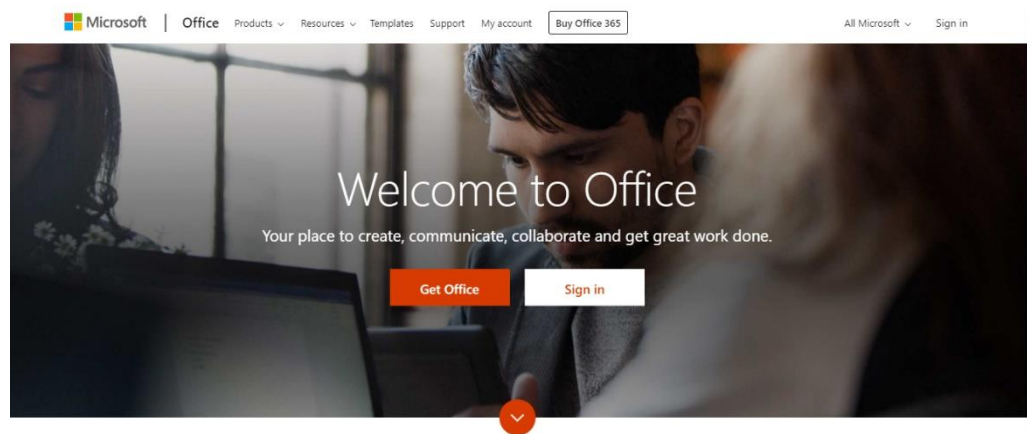 Microsoft | Office Products Resources Templates Support My account Buy Office 365 All Microsoft Sign in
Welcome to Office
Your place to create, communicate, collaborate and get great work done.
Get Office Sign in